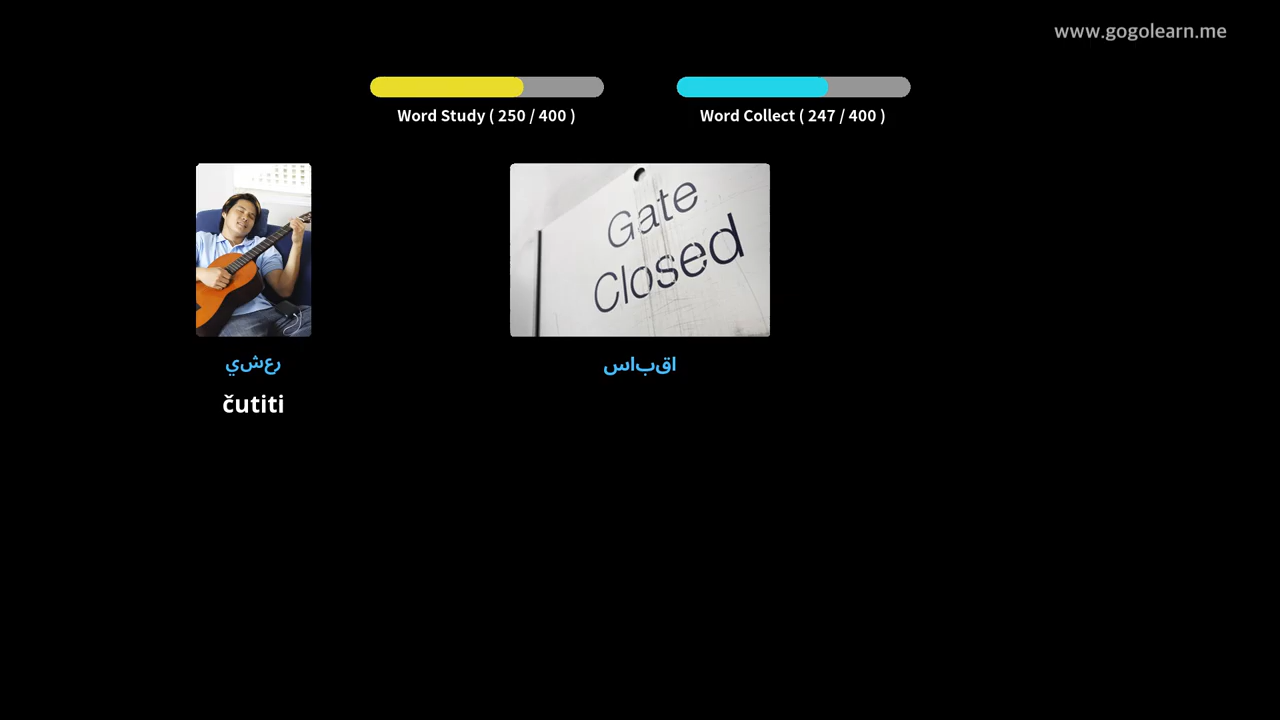 www.gogolearn.me
Word Study ( 250 / 400 )
Word Collect ( 247 / 400 )
Gate
Closed
رعشي
اقباس
čutiti